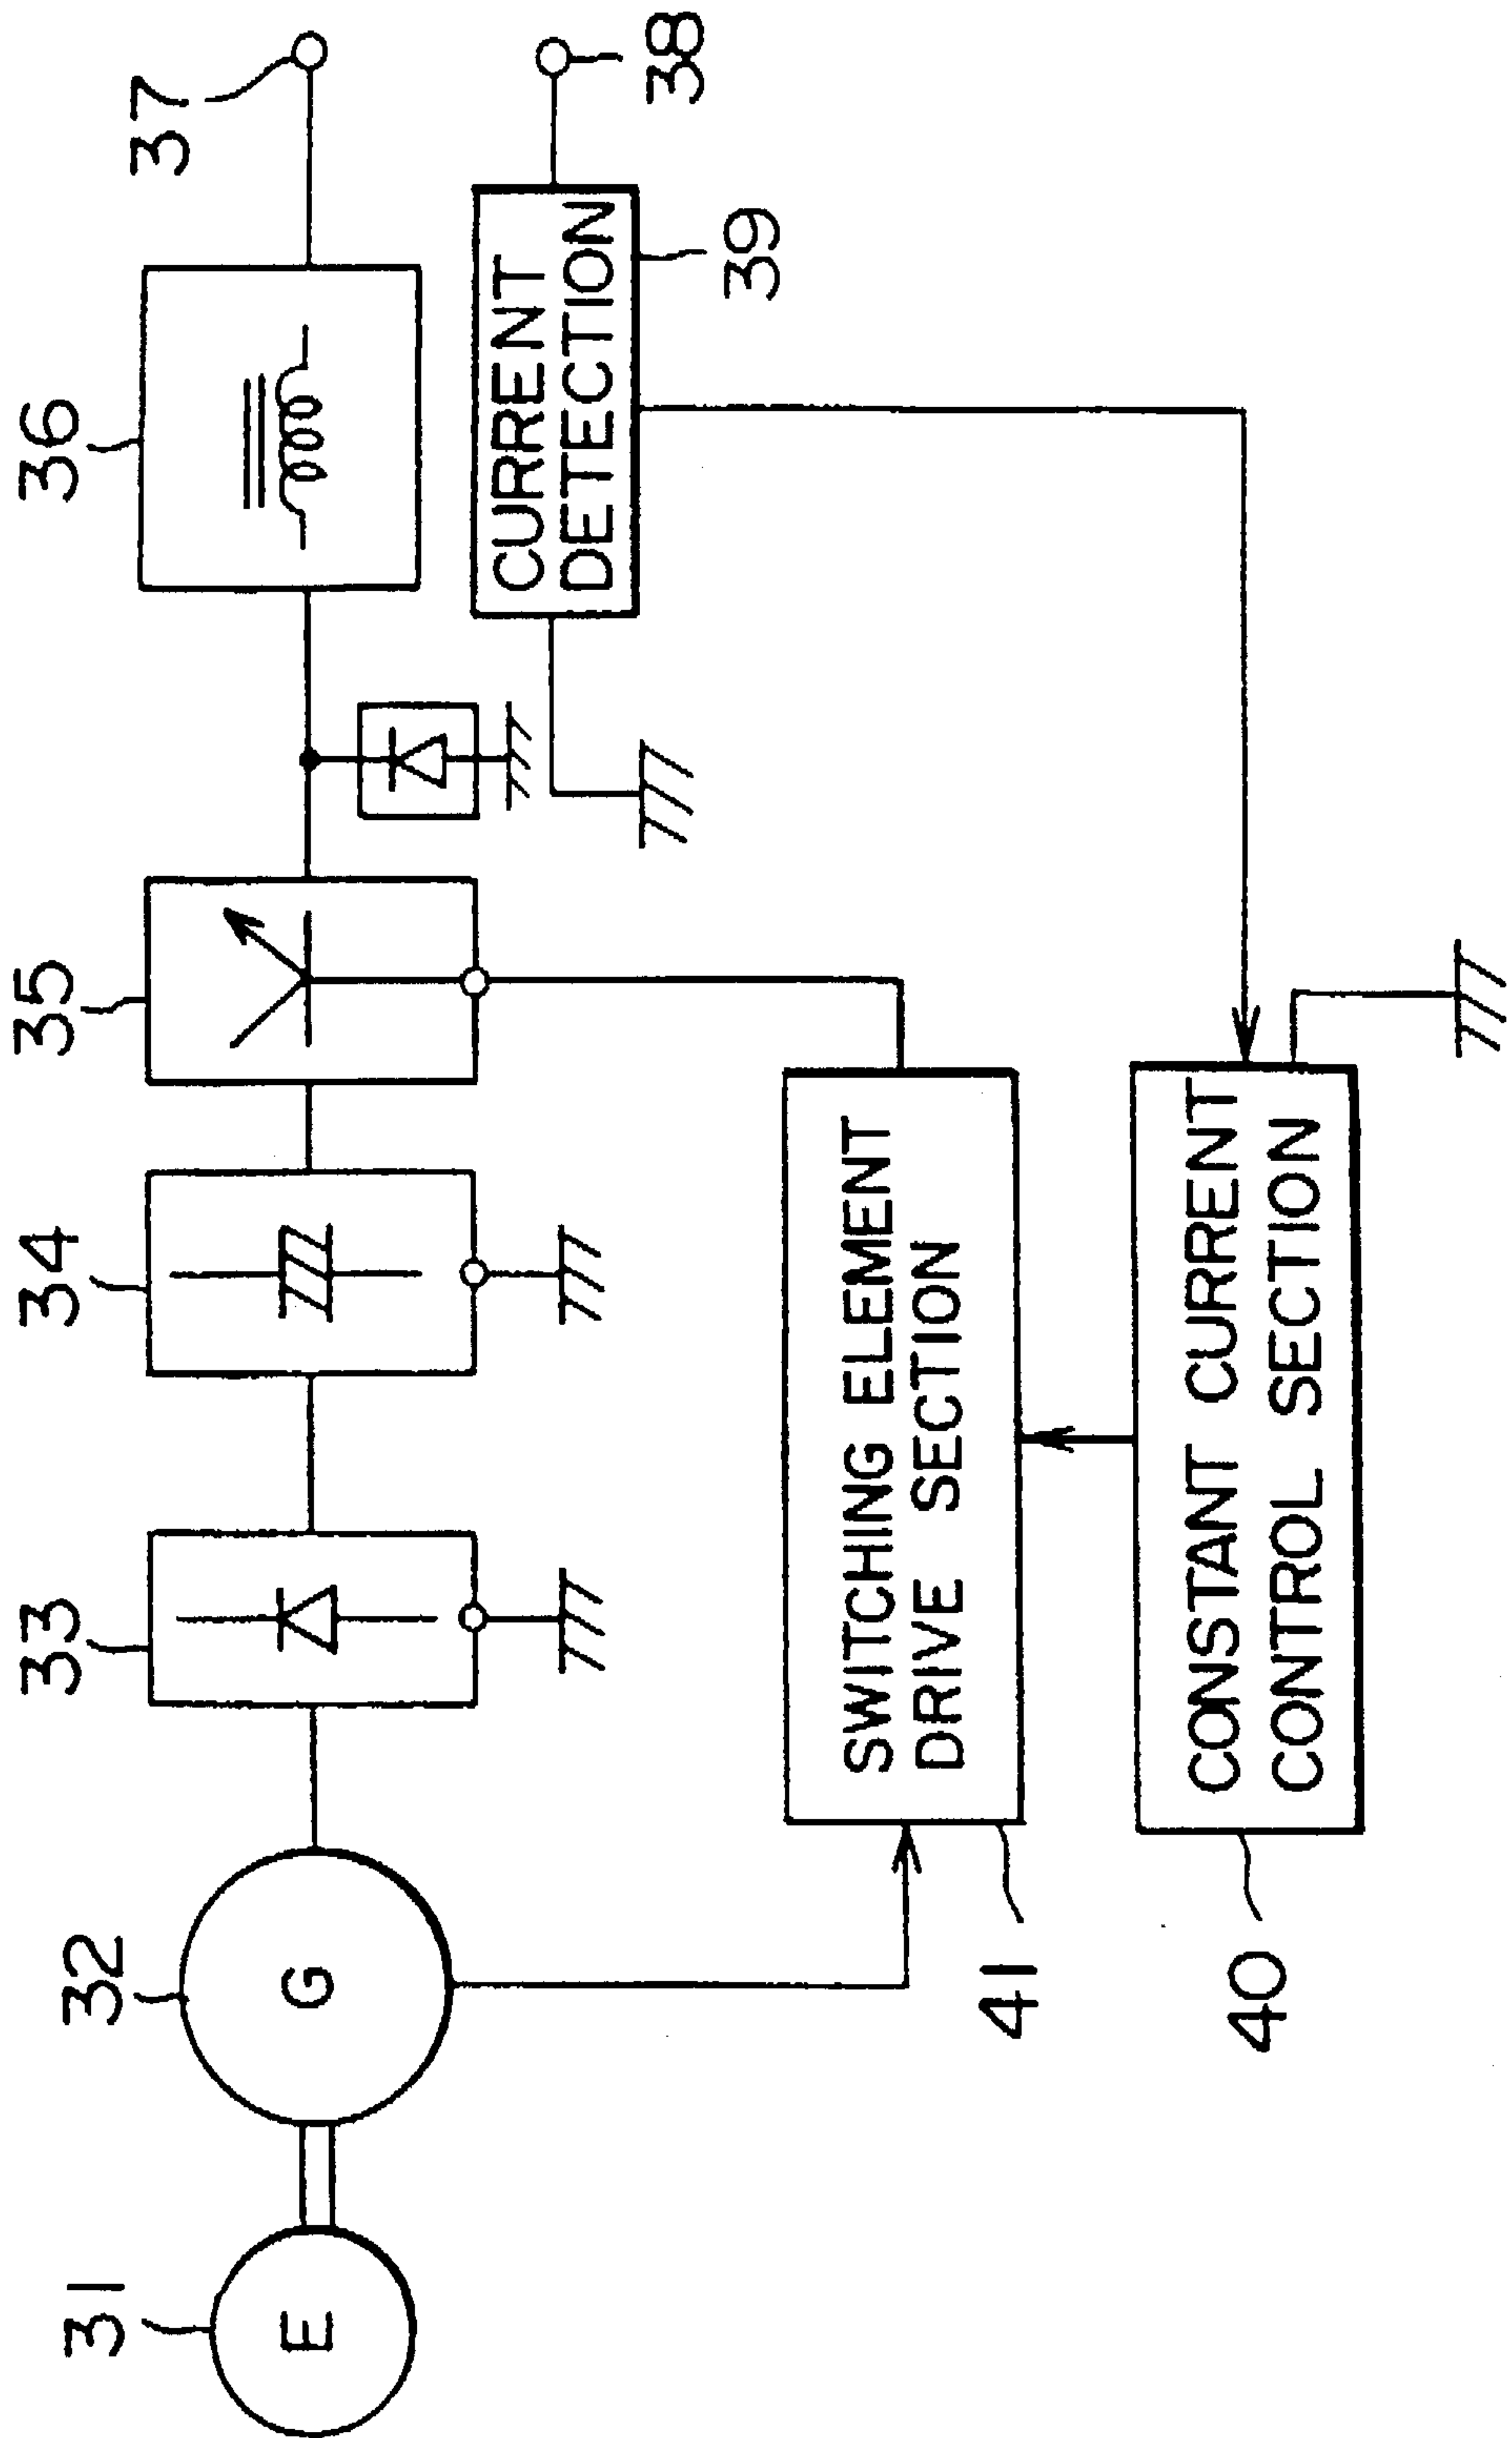 31
E
32
G
33
34
35
36
37
38
CURRENT
DETECTION
39
SWITCHING ELEMENT
DRIVE SECTION
41
CONSTANT CURRENT
CONTROL SECTION
40